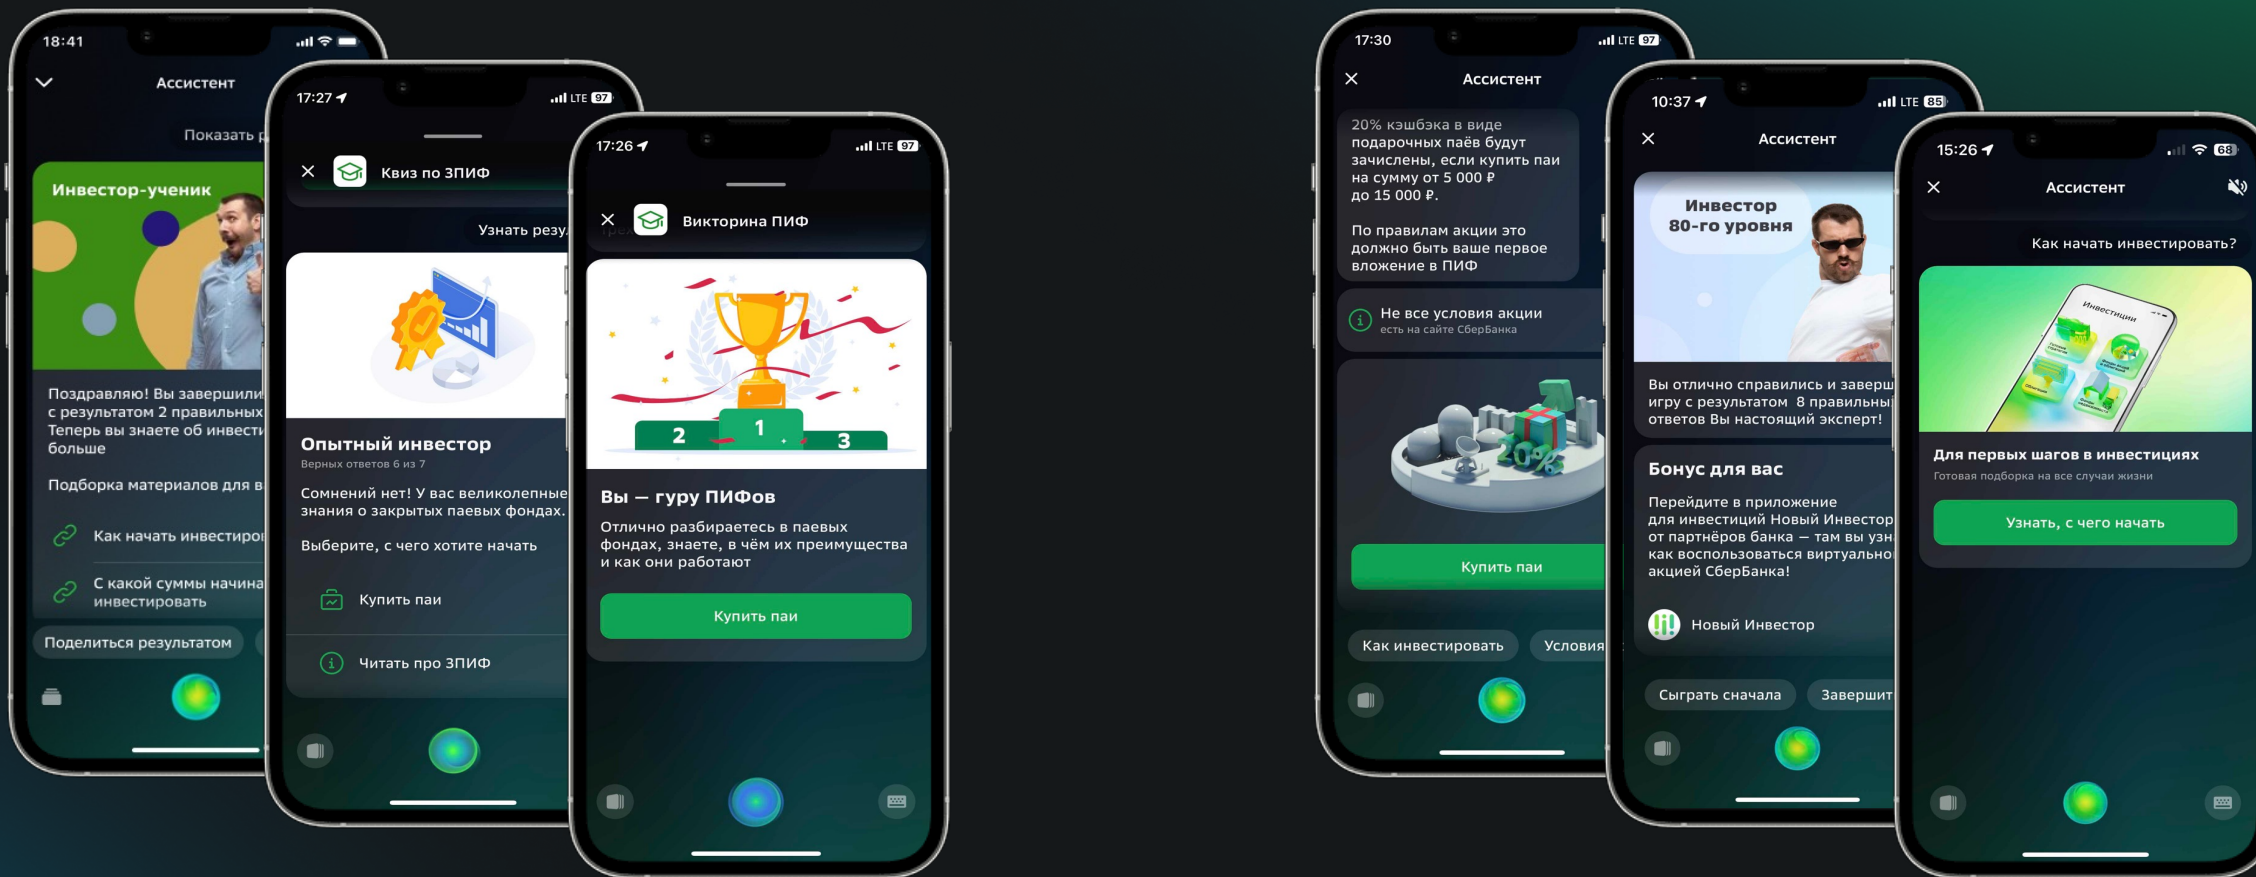 18:41
Ассистент
Показать
Инвестор-ученик
Поздравляю! Вы завершили
с результатом 2 правильных
Теперь вы знаете об
больше
Подборка материалов для
Как начать
С какой суммы
инвестировать
Поделиться результатом
17:27
LTE 97
Квиз по ЗПИФ
Узнать
Опытный инвестор
Верных ответов 6 из 7
Сомнений нет! У вас великолепные
знания о закрытых паевых фондах.
Выберите, с чего хотите начать
Купить паи
Читать про ЗПИФ
17:26
LTE 97
Викторина ПИФ
2
1
3
Вы — гуру ПИФов
Отлично разбираетесь в паевых
фондах, знаете, в чём их преимущества
и как они работают
Купить паи
17:30
LTE 97
Ассистент
20% кэшбэка в виде
подарочных паёв будут
зачислены, если купить паи
на сумму от 5 000 ₽
до 15 000 ₽.
По правилам акции это
должно быть ваше первое
вложение в ПИФ
Не все условия акции
есть на сайте СберБанка
20%
Купить паи
Как инвестировать
Условия
10:37
LTE 85
Ассистент
Инвестор
80-го уровня
Вы отлично справились и
игру с результатом 8
ответов Вы настоящий эксперт!
Бонус для вас
Перейдите в приложение
для инвестиций Новый Инвестор
от партнёров банка — там вы
как воспользоваться
акцией СберБанка!
Новый Инвестор
Сыграть сначала
15:26
68
Ассистент
Как начать инвестировать?
Инвестиции
Для первых шагов в инвестициях
Готовая подборка на все случаи жизни
Узнать, с чего начать